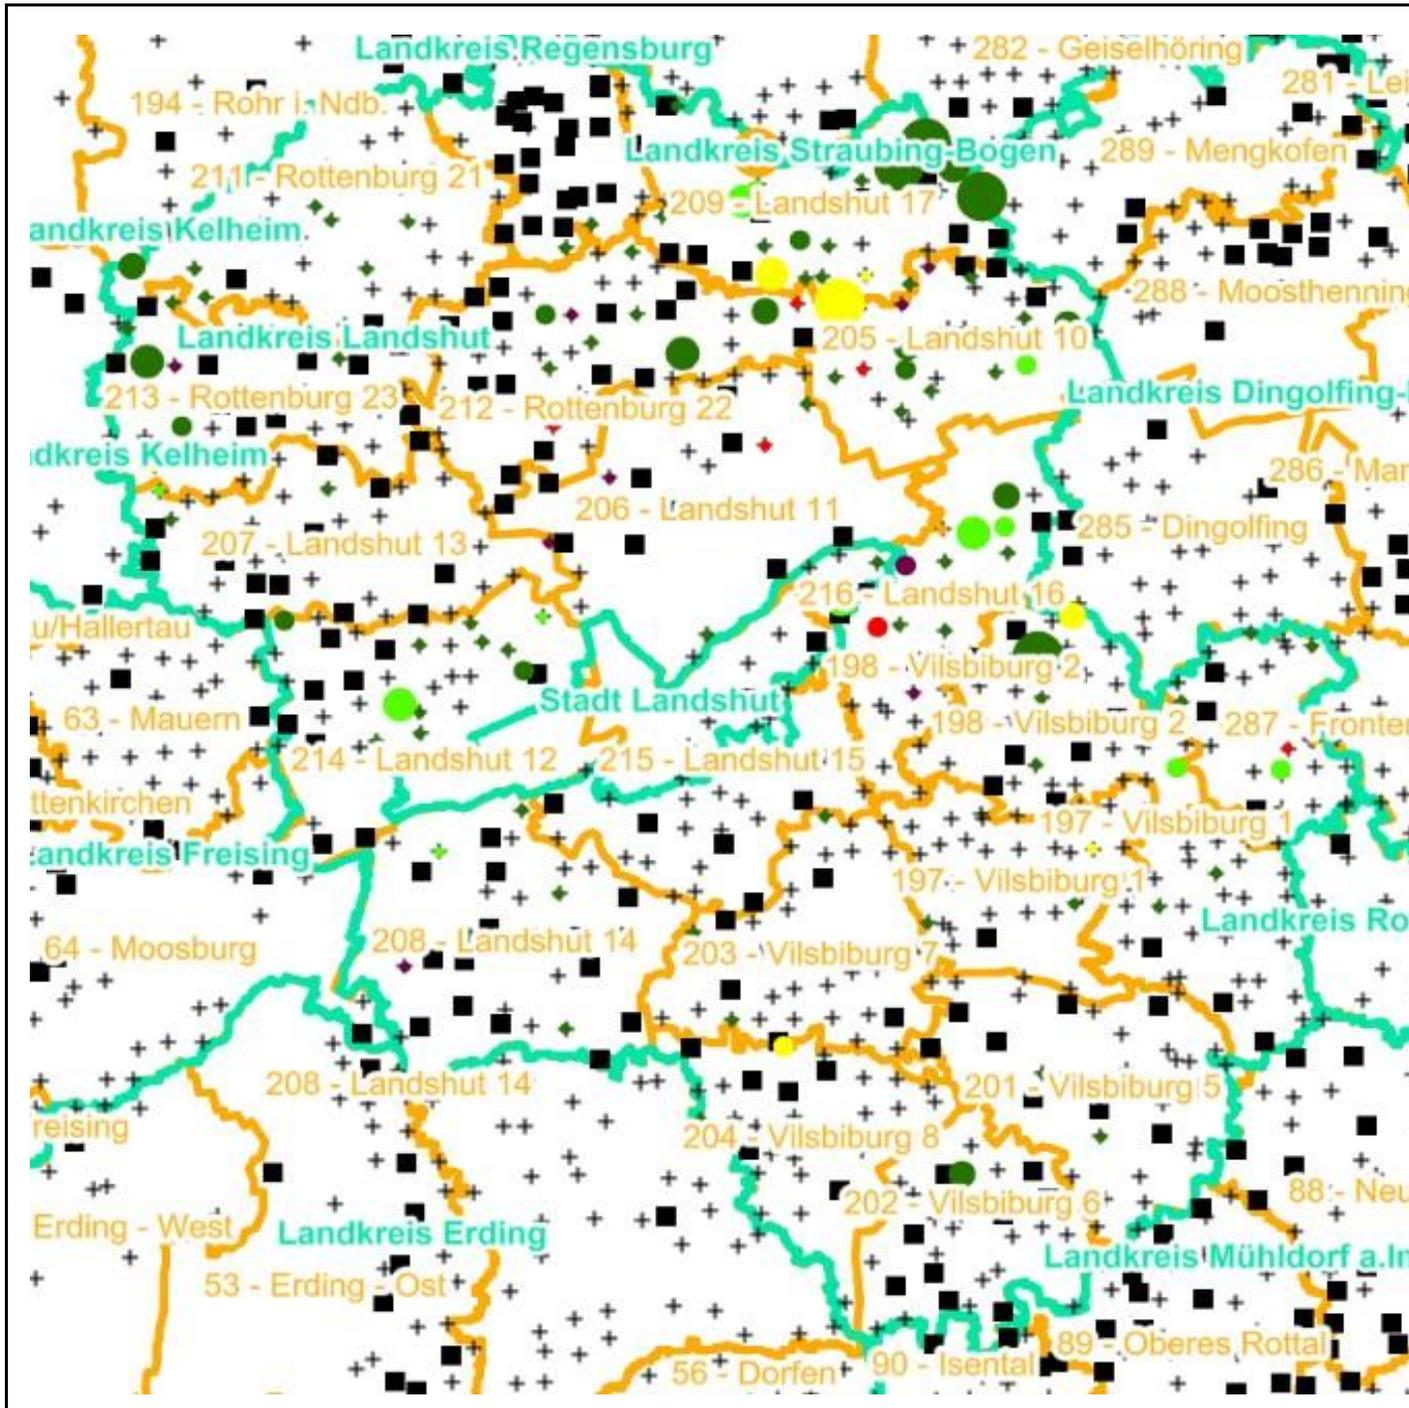 Landkreis Regensburg
282 - Geiselhöring
281 - Lei
194 - Rohr i. Ndb.
Landkreis Straubing-Bogen
289 - Mengkofen
211 - Rottenburg 21
209 - Landshut 17
andkreis Kelheim
288 - Moosthenning
Landkreis Landshut
205 - Landshut 10
Landkreis Dingolfing-
213 - Rottenburg 23
212 - Rottenburg 22
dkreis Kelheim
286 - Mar
206 - Landshut 11
285 - Dingolfing
207 - Landshut 13
216 - Landshut 16
u/Hallertau
198 - Vilsbiburg 2
Stadt Landshut
63 - Mauern
198 - Vilsbiburg 2
287 - Fronten
214 - Landshut 12
215 - Landshut 15
ttenkirchen
197 - Vilsbiburg 1
Landkreis Freising
197 - Vilsbiburg 1
Landkreis Ro
64 - Moosburg
208 - Landshut 14
203 - Vilsbiburg 7
208 - Landshut 14
201 - Vilsbiburg 5
reising
204 - Vilsbiburg 8
88 - Neu
202 - Vilsbiburg 6
Erding - West
Landkreis Erding
Landkreis Mühldorf a.In
53 - Erding - Ost
89 - Oberes Rottal
56 - Dorfen
90 - Isental